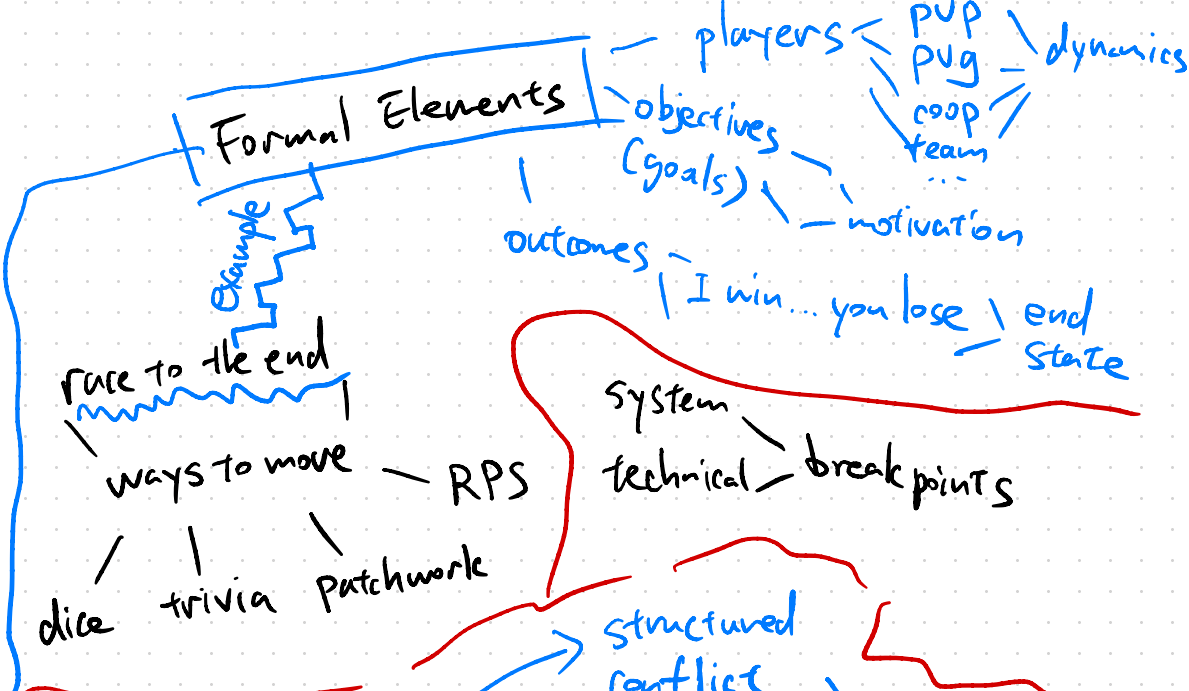 players
pvp
pvg
coop
team
...
dynamics
Formal Elements
objectives
(goals)
motivation
outcomes
I win... you lose
end
state
example
race to the end
ways to move
RPS
dice
trivia
patchwork
system
technical
breakpoints
structured
conflict